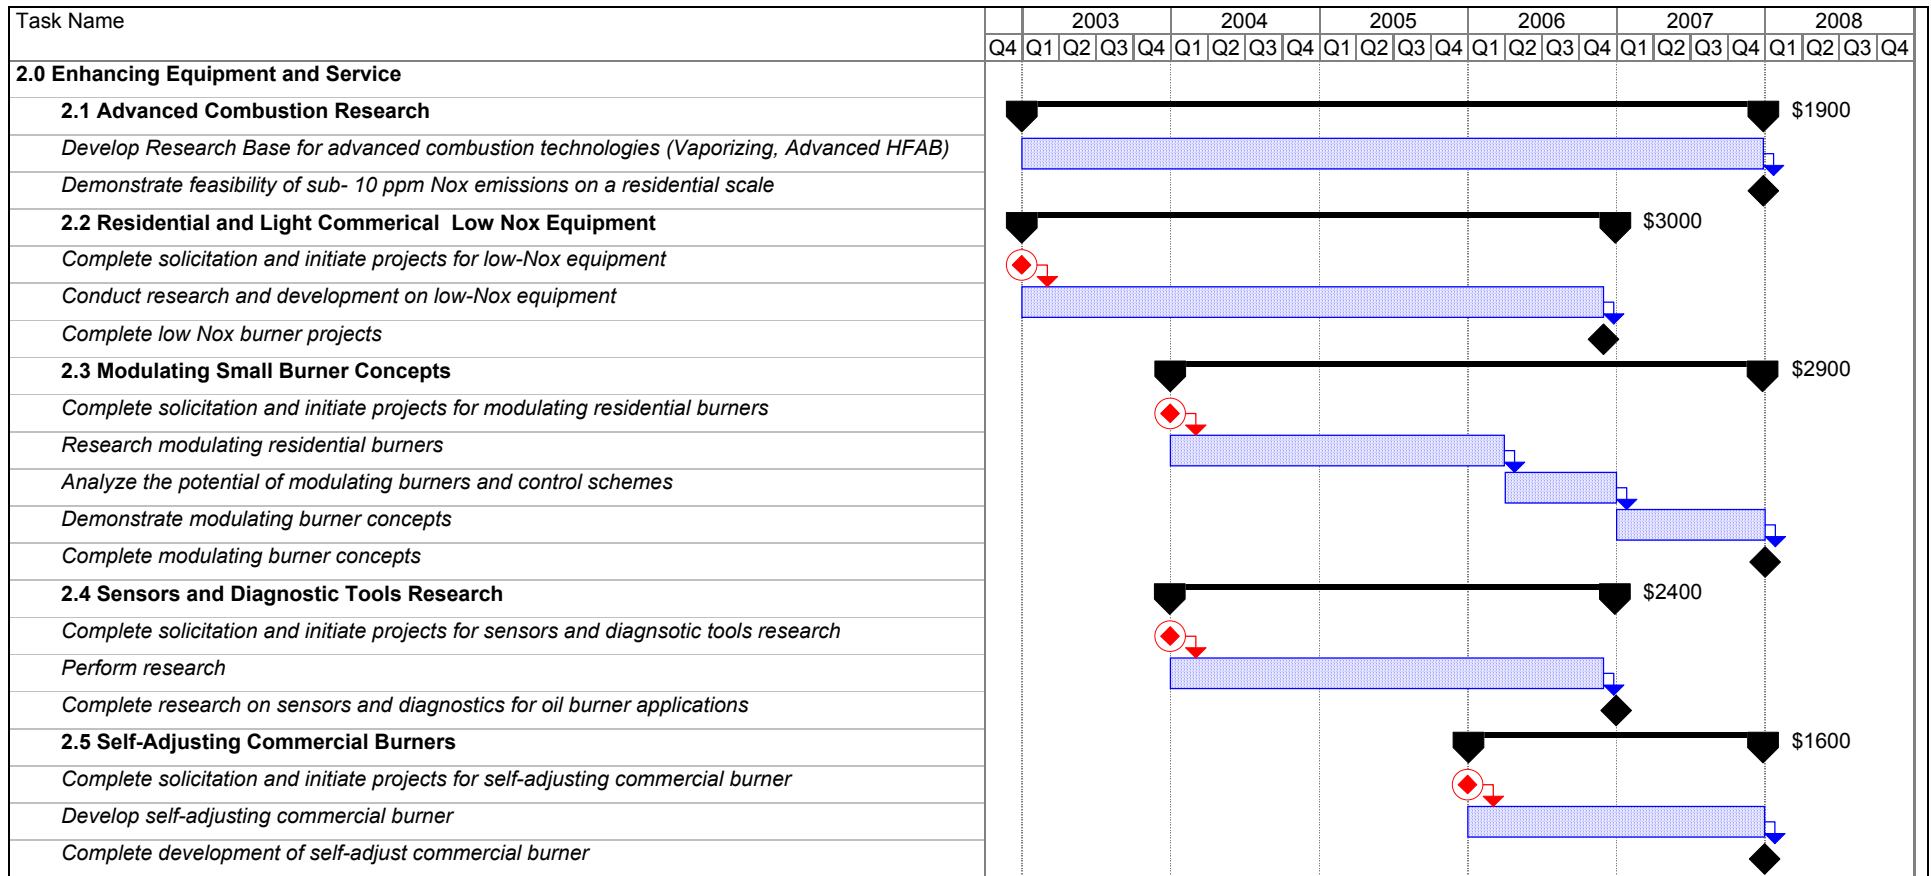 Task Name 2003 2004 2005 2006 2007 2008
Q4 Q1 Q2 Q3 Q4 Q1 Q2 Q3 Q4 Q1 Q2 Q3 Q4 Q1 Q2 Q3 Q4 Q1 Q2 Q3 Q4 Q1 Q2 Q3 Q4
2.0 Enhancing Equipment and Service
2.1 Advanced Combustion Research $1900
Develop Research Base for advanced combustion technologies (Vaporizing, Advanced HFAB)
Demonstrate feasibility of sub- 10 ppm Nox emissions on a residential scale
2.2 Residential and Light Commerical  Low Nox Equipment $3000
Complete solicitation and initiate projects for low-Nox equipment
Conduct research and development on low-Nox equipment
Complete low Nox burner projects
2.3 Modulating Small Burner Concepts $2900
Complete solicitation and initiate projects for modulating residential burners
Research modulating residential burners
Analyze the potential of modulating burners and control schemes
Demonstrate modulating burner concepts
Complete modulating burner concepts
2.4 Sensors and Diagnostic Tools Research $2400
Complete solicitation and initiate projects for sensors and diagnsotic tools research
Perform research
Complete research on sensors and diagnostics for oil burner applications
2.5 Self-Adjusting Commercial Burners $1600
Complete solicitation and initiate projects for self-adjusting commercial burner
Develop self-adjusting commercial burner
Complete development of self-adjust commercial burner